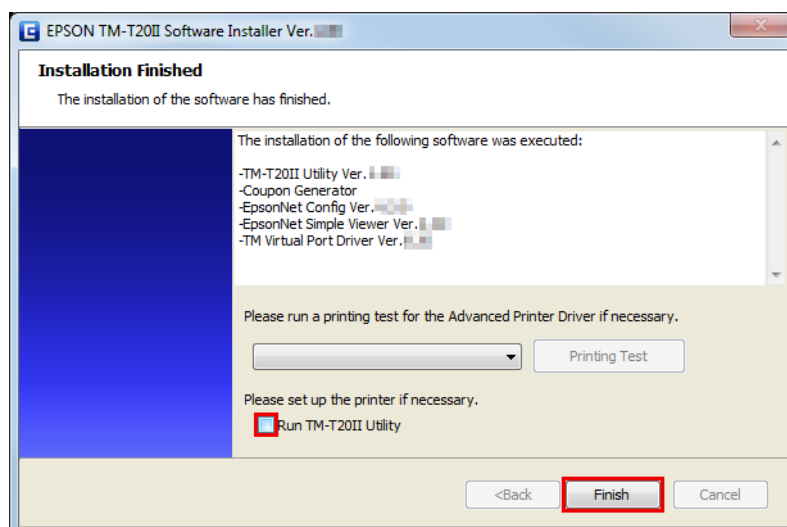 EPSON TM-T20II Software Installer Ver.
Installation Finished
The installation of the software has finished.
The installation of the following software was executed:
-TM-T20II Utility Ver.
-Coupon Generator
-EpsonNet Config Ver.
-EpsonNet Simple Viewer Ver.
-TM Virtual Port Driver Ver.
Please run a printing test for the Advanced Printer Driver if necessary.
Printing Test
Please set up the printer if necessary.
Run TM-T20II Utility
<Back
Finish
Cancel